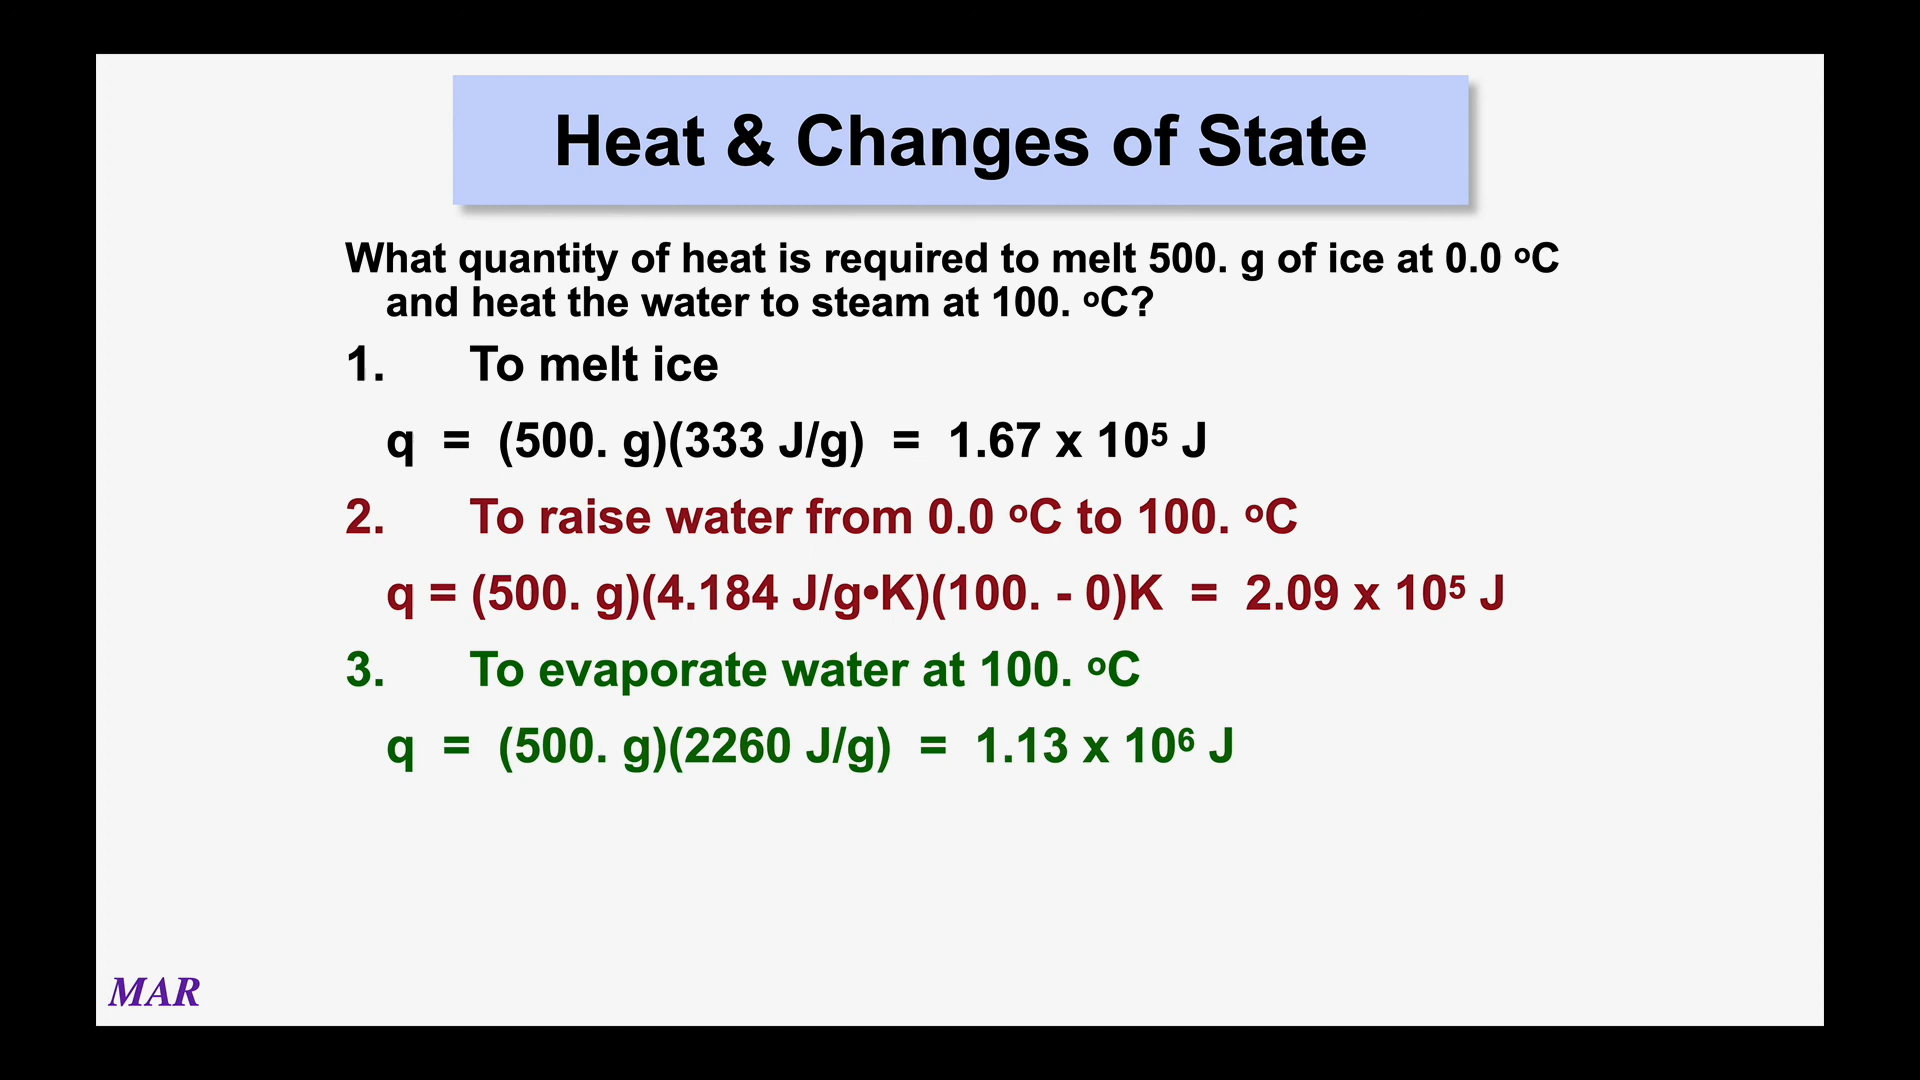 Heat & Changes of State
What quantity of heat is required to melt 500. g of ice at 0.0 ºC
and heat the water to steam at 100. ºC?
1. To melt ice
q = (500. g)(333 J/g) = 1.67 x 10⁵ J
2. To raise water from 0.0 ºC to 100. ºC
q = (500. g)(4.184 J/g•K)(100. - 0)K = 2.09 x 10⁵ J
3. To evaporate water at 100. ºC
q = (500. g)(2260 J/g) = 1.13 x 10⁶ J
MAR